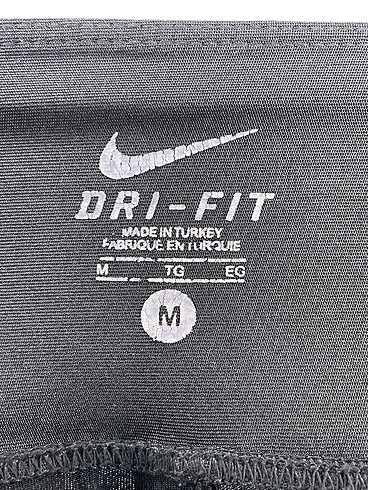 DRI-FIT
MADE IN TURKEY
FABRIQUE EN TURQUIE
M TG EG
M